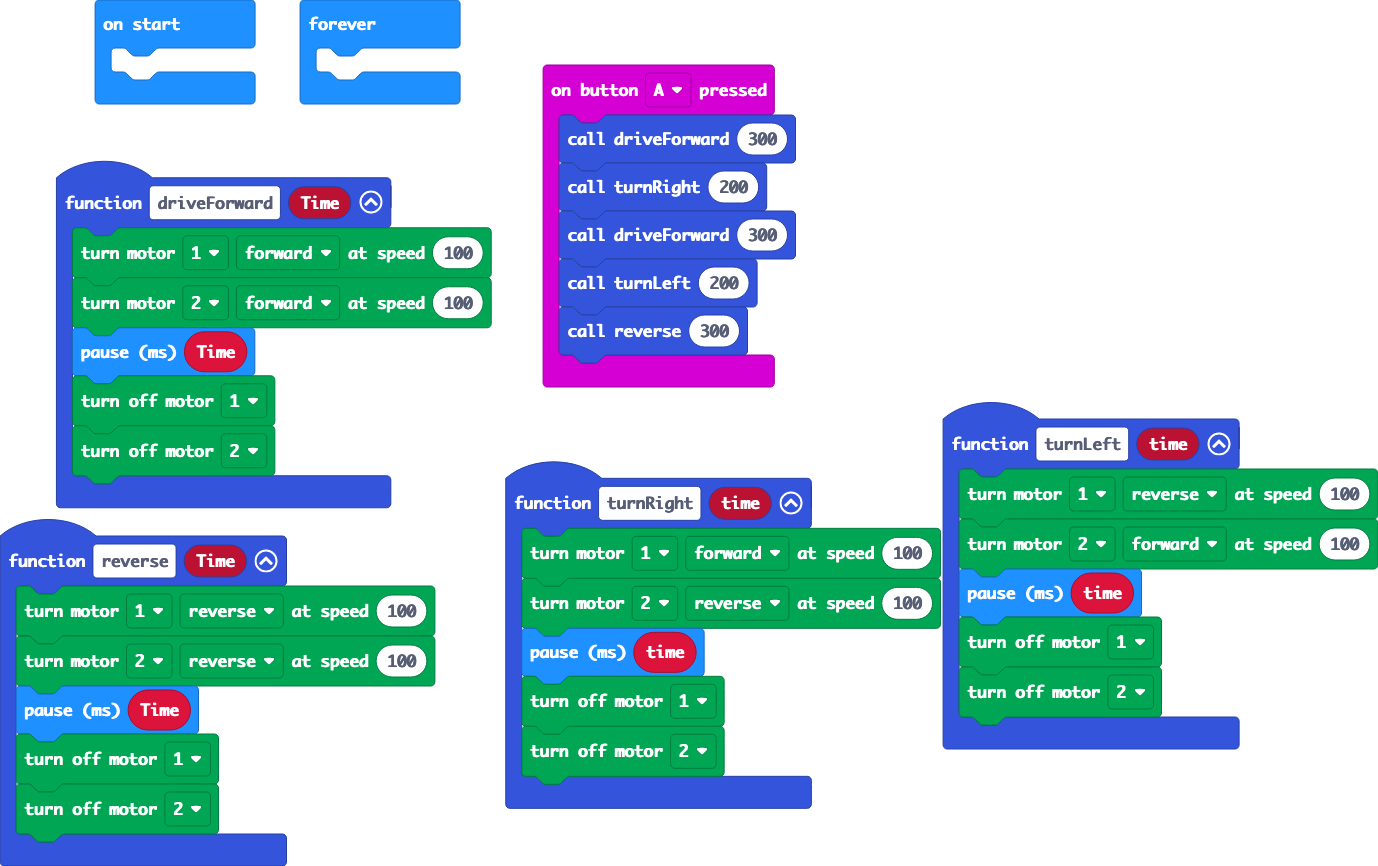 on start
forever
on button A pressed
call driveForward 300
call turnRight 200
call driveForward 300
call turnLeft 200
call reverse 300
function driveForward Time
turn motor 1 forward at speed 100
turn motor 2 forward at speed 100
pause (ms) Time
turn off motor 1
turn off motor 2
function reverse Time
turn motor 1 reverse at speed 100
turn motor 2 reverse at speed 100
pause (ms) Time
turn off motor 1
turn off motor 2
function turnRight time
turn motor 1 forward at speed 100
turn motor 2 reverse at speed 100
pause (ms) time
turn off motor 1
turn off motor 2
function turnLeft time
turn motor 1 reverse at speed 100
turn motor 2 forward at speed 100
pause (ms) time
turn off motor 1
turn off motor 2